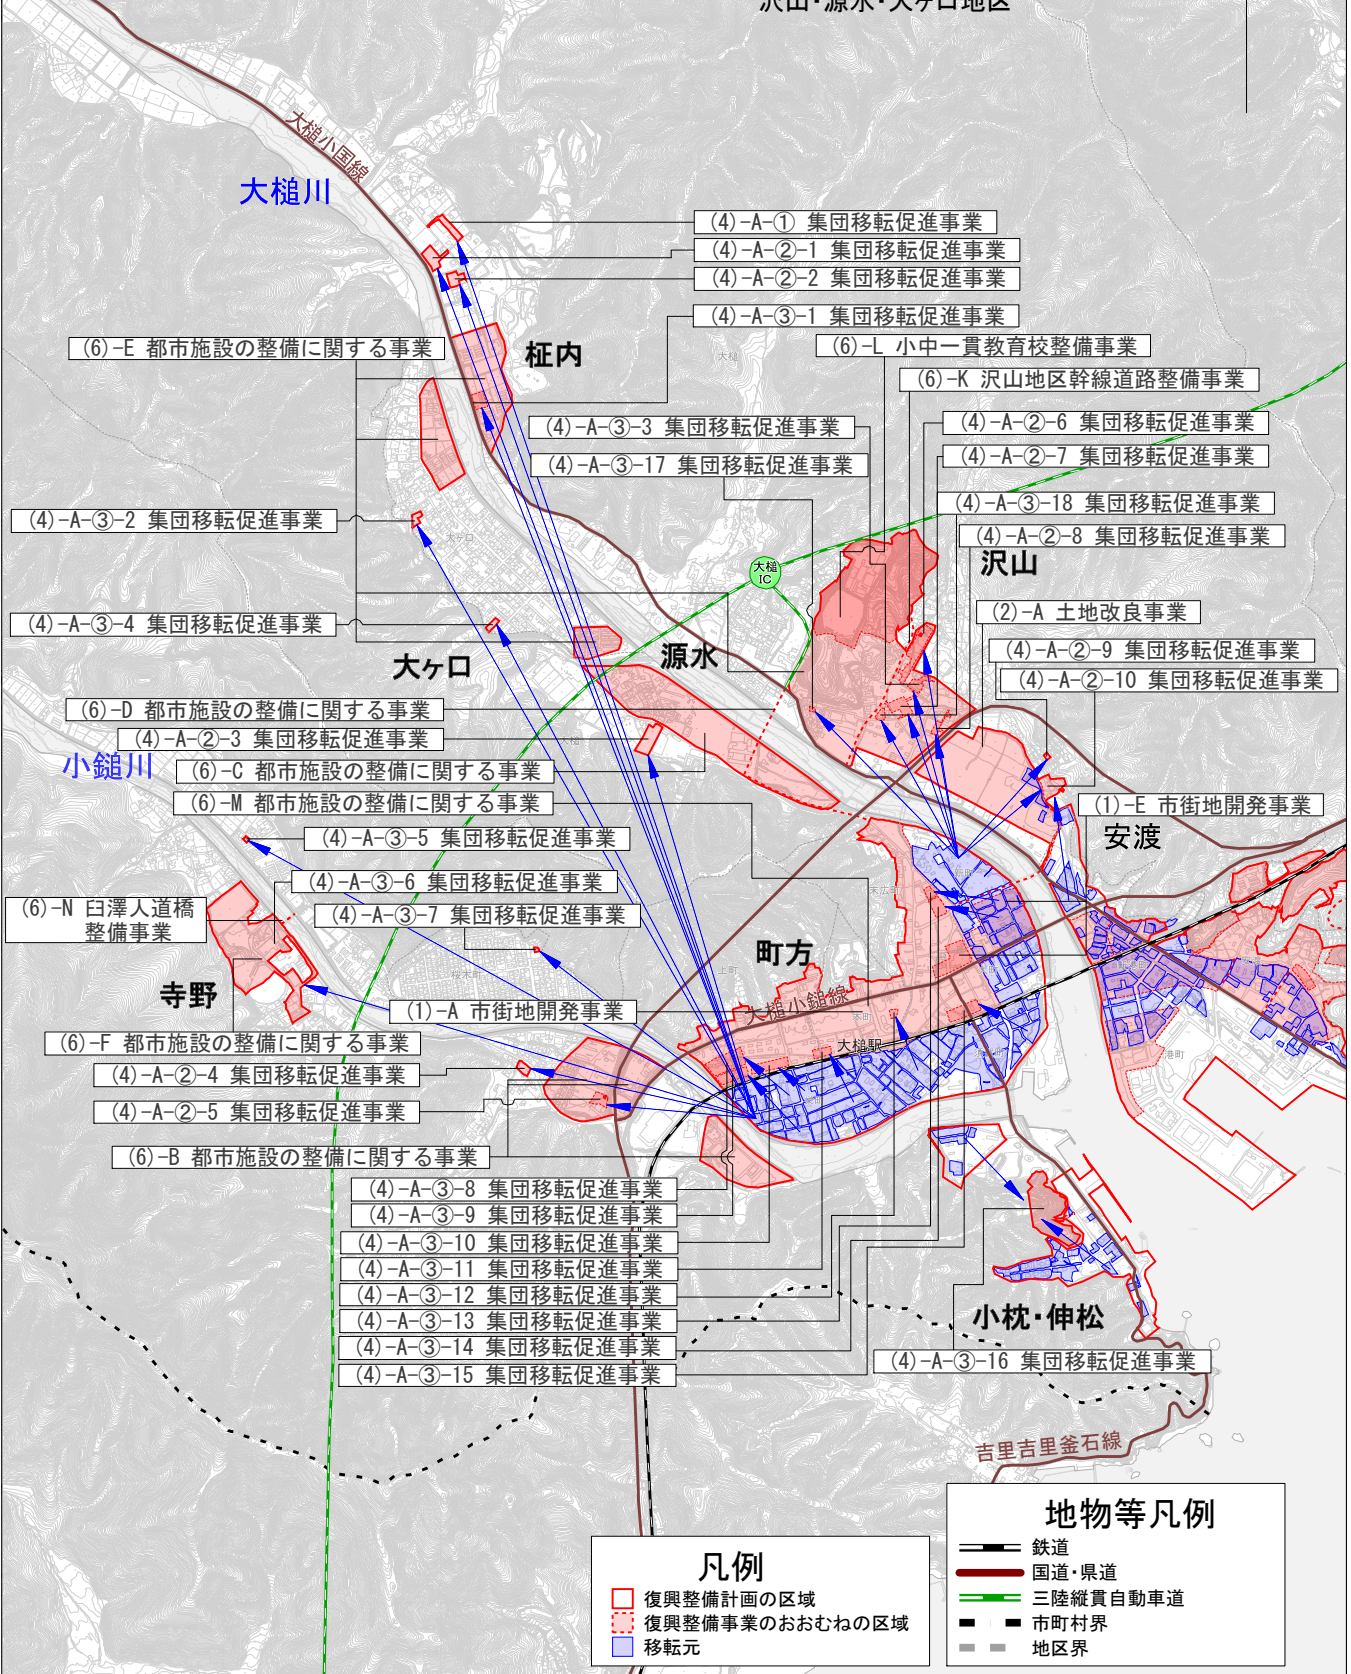 沢山・源水・大ケ口地区
大槌小国線
大槌川
(4)-A-① 集団移転促進事業
(4)-A-②-1 集団移転促進事業
(4)-A-②-2 集団移転促進事業
(4)-A-③-1 集団移転促進事業
(6)-E 都市施設の整備に関する事業
柾内
大槌
(6)-L 小中一貫教育校整備事業
(6)-K 沢山地区幹線道路整備事業
(4)-A-③-3 集団移転促進事業
(4)-A-②-6 集団移転促進事業
(4)-A-③-17 集団移転促進事業
(4)-A-②-7 集団移転促進事業
(4)-A-③-18 集団移転促進事業
(4)-A-③-2 集団移転促進事業
(4)-A-②-8 集団移転促進事業
大ケ口
沢山
大槌
IC
(2)-A 土地改良事業
(4)-A-③-4 集団移転促進事業
(4)-A-②-9 集団移転促進事業
大ヶ口
源水
(4)-A-②-10 集団移転促進事業
(6)-D 都市施設の整備に関する事業
(4)-A-②-3 集団移転促進事業
大槌
小鎚川
(6)-C 都市施設の整備に関する事業
(6)-M 都市施設の整備に関する事業
(1)-E 市街地開発事業
(4)-A-③-5 集団移転促進事業
安渡
(4)-A-③-6 集団移転促進事業
末広町
新町
(6)-N 臼澤人道橋
整備事業
(4)-A-③-7 集団移転促進事業
町方
桜木町
上町
寺野
(1)-A 市街地開発事業
大槌小鎚線
本町
(6)-F 都市施設の整備に関する事業
大槌駅
港町
(4)-A-②-4 集団移転促進事業
(4)-A-②-5 集団移転促進事業
(6)-B 都市施設の整備に関する事業
(4)-A-③-8 集団移転促進事業
(4)-A-③-9 集団移転促進事業
(4)-A-③-10 集団移転促進事業
(4)-A-③-11 集団移転促進事業
(4)-A-③-12 集団移転促進事業
(4)-A-③-13 集団移転促進事業
小枕・伸松
(4)-A-③-14 集団移転促進事業
(4)-A-③-16 集団移転促進事業
(4)-A-③-15 集団移転促進事業
吉里吉里釜石線
凡例
復興整備計画の区域
復興整備事業のおおむねの区域
移転元
地物等凡例
鉄道
国道・県道
三陸縦貫自動車道
市町村界
地区界